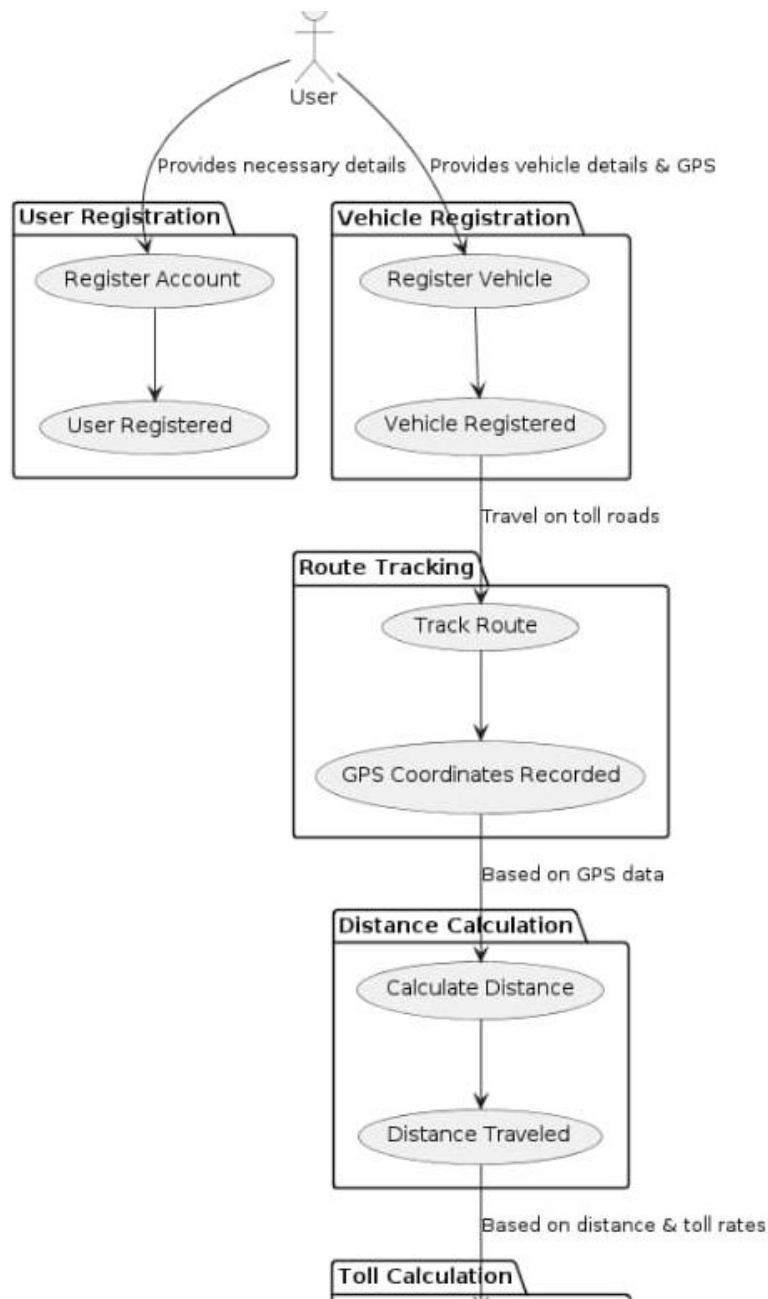 User
Provides necessary details
Provides vehicle details & GPS
User Registration
Vehicle Registration
Register Account
Register Vehicle
User Registered
Vehicle Registered
Travel on toll roads
Route Tracking
Track Route
GPS Coordinates Recorded
Based on GPS data
Distance Calculation
Calculate Distance
Distance Traveled
Based on distance & toll rates
Toll Calculation